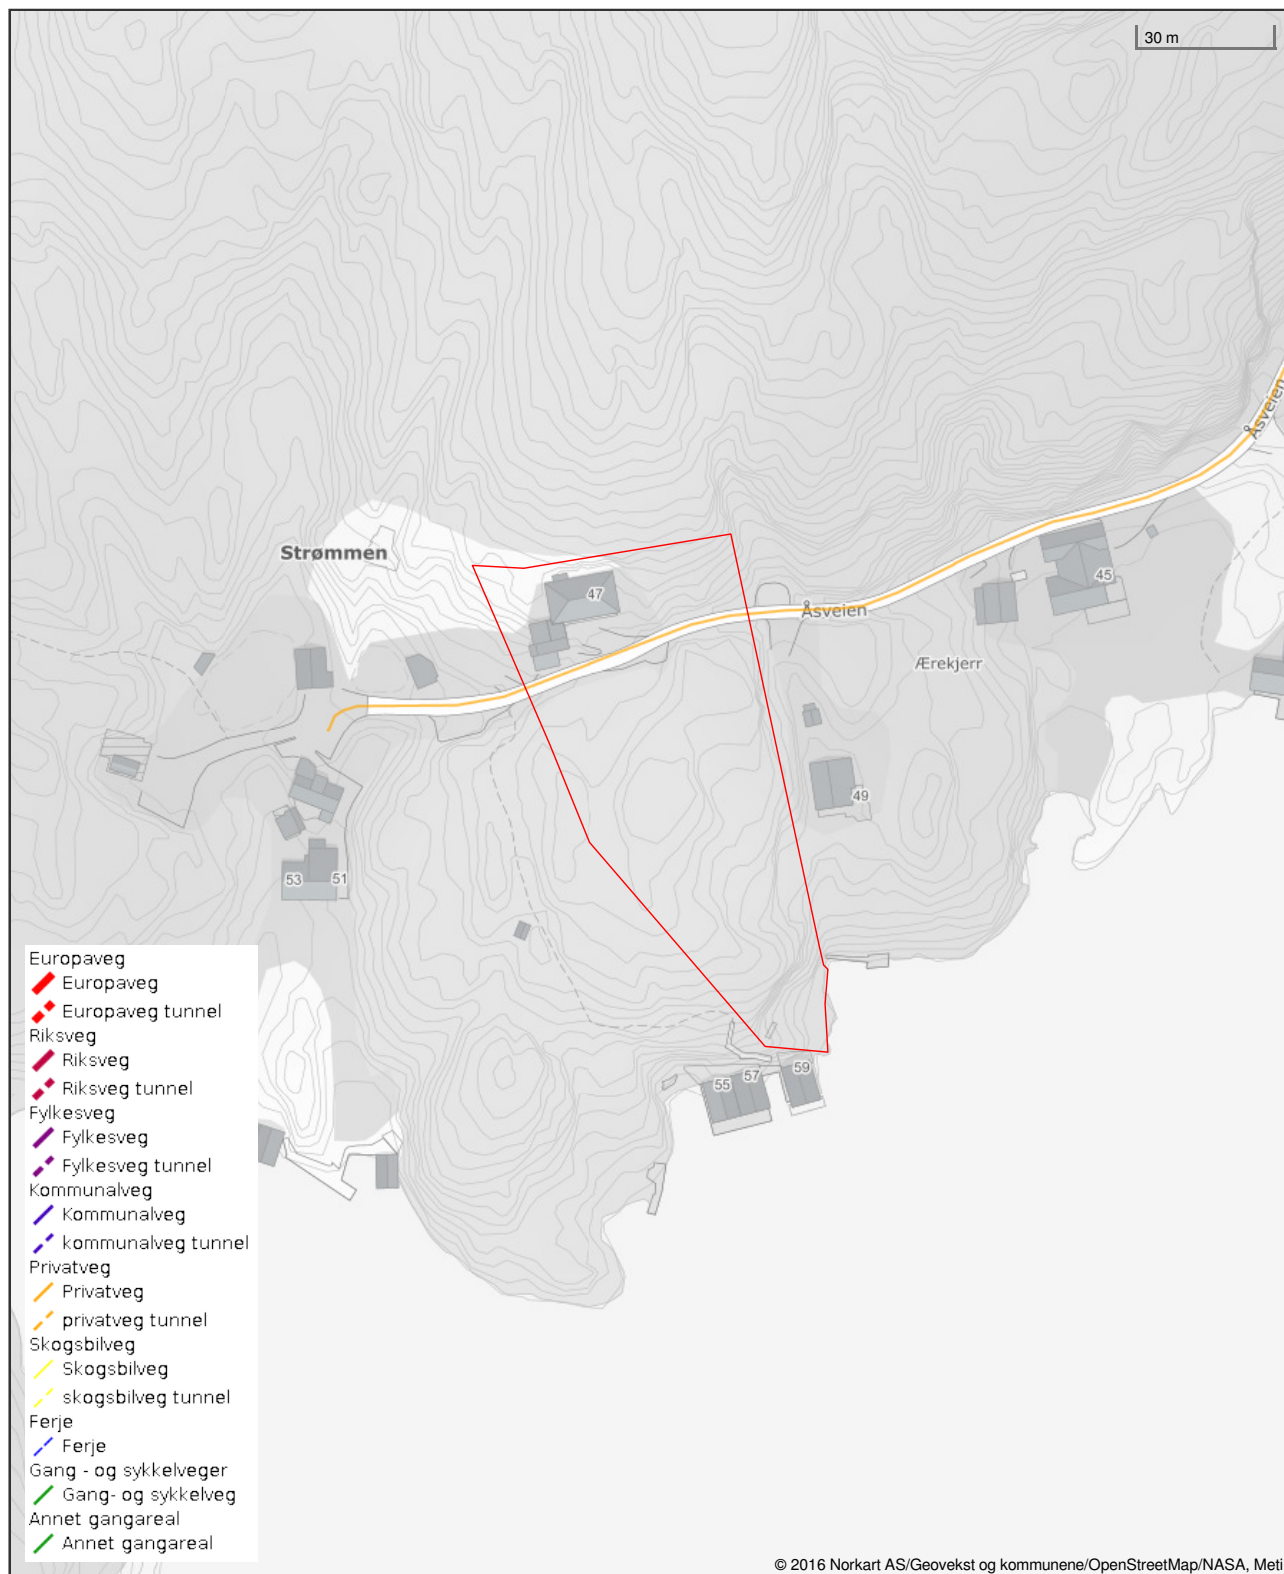 30 m
Åsveien
Strømmen
47
45
Åsveien
Ærekjerr
49
53
51
55
57
59
Europaveg
Europaveg
Europaveg tunnel
Riksveg
Riksveg
Riksveg tunnel
Fylkesveg
Fylkesveg
Fylkesveg tunnel
Kommunalveg
Kommunalveg
kommunalveg tunnel
Privatveg
Privatveg
privatveg tunnel
Skogsbilveg
Skogsbilveg
skogsbilveg tunnel
Ferje
Ferje
Gang - og sykkelveger
Gang- og sykkelveg
Annet gangareal
Annet gangareal
© 2016 Norkart AS/Geovekst og kommunene/OpenStreetMap/NASA, Meti